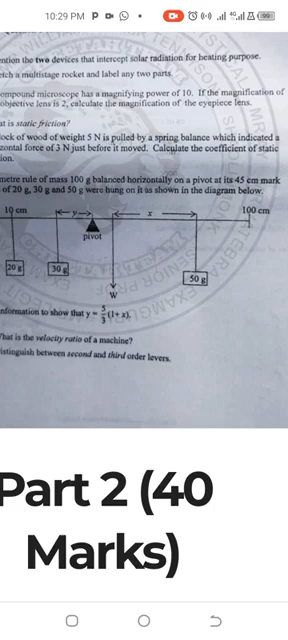 10:29 PM
ention the two devices that intercept solar radiation for heating purpose.
etch a multistage rocket and label any two parts.
ompound microscope has a magnifying power of 10. If the magnification of
objective lens is 2, calculate the magnification of the eyepiece lens.
at is static friction?
ock of wood of weight 5 N is pulled by a spring balance which indicated a
zontal force of 3 N just before it moved. Calculate the coefficient of static
ion.
metre rule of mass 100 g balanced horizontally on a pivot at its 45 cm mark
of 20 g, 30 g and 50 g were hung on it as shown in the diagram below.
10 cm y x 100 cm
pivot
20 g 30 g 50 g
W
nformation to show that y = 5/3 (1 + x).
hat is the velocity ratio of a machine?
istinguish between second and third order levers.
Part 2 (40
Marks)